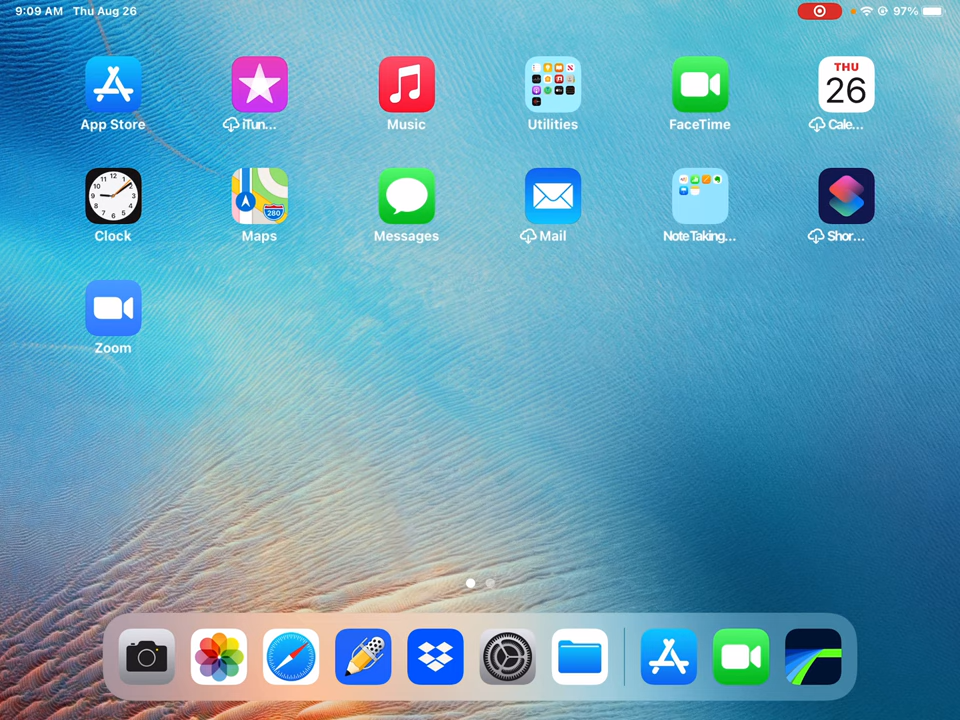 9:09 AM Thu Aug 26
97%
THU
26
App Store
iTun...
Music
Utilities
FaceTime
Cale...
280
Clock
Maps
Messages
Mail
Note Taking...
Shor...
Zoom